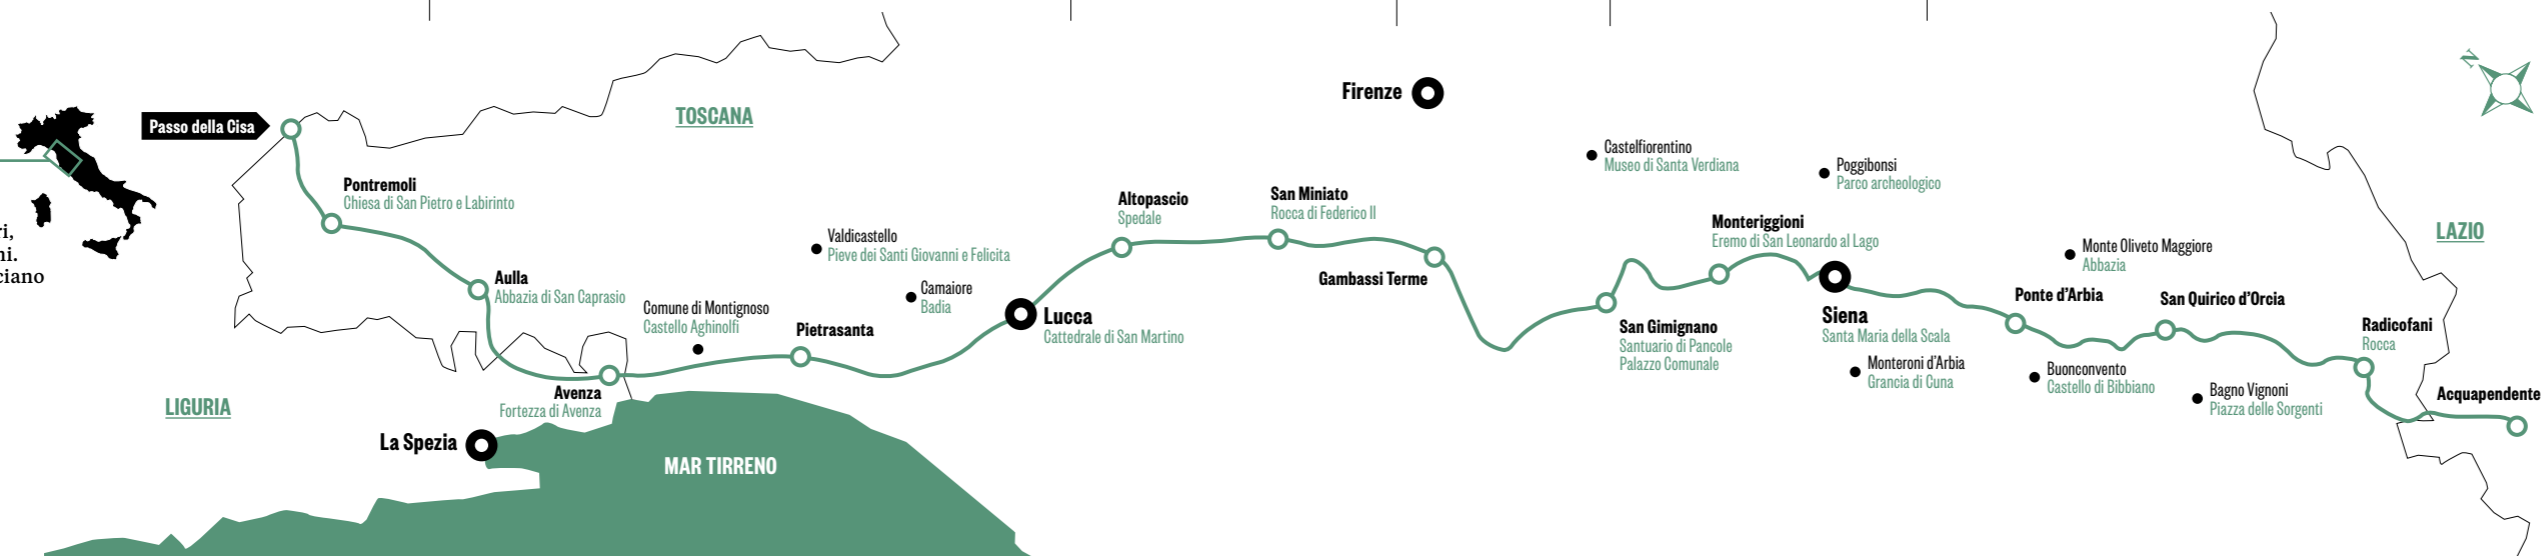 N
Firenze
TOSCANA
Passo della Cisa
Castelfiorentino
Museo di Santa Verdiana
Poggibonsi
Parco archeologico
Pontremoli
Chiesa di San Pietro e Labirinto
Altopascio
Spedale
San Miniato
Rocca di Federico II
Monteriggioni
Eremo di San Leonardo al Lago
LAZIO
ri,
ni.
ciano
Valdicastello
Pieve dei Santi Giovanni e Felicita
Monte Oliveto Maggiore
Abbazia
Aulla
Abbazia di San Caprasio
Gambassi Terme
Camaiore
Badia
Ponte d'Arbia
San Quirico d'Orcia
Comune di Montignoso
Castello Aghinolfi
Pietrasanta
Lucca
Cattedrale di San Martino
San Gimignano
Santuario di Pancole
Palazzo Comunale
Siena
Santa Maria della Scala
Radicofani
Rocca
Monteroni d'Arbia
Grancia di Cuna
Buonconvento
Castello di Bibbiano
Bagno Vignoni
Piazza delle Sorgenti
Acquapendente
Avenza
Fortezza di Avenza
LIGURIA
La Spezia
MAR TIRRENO